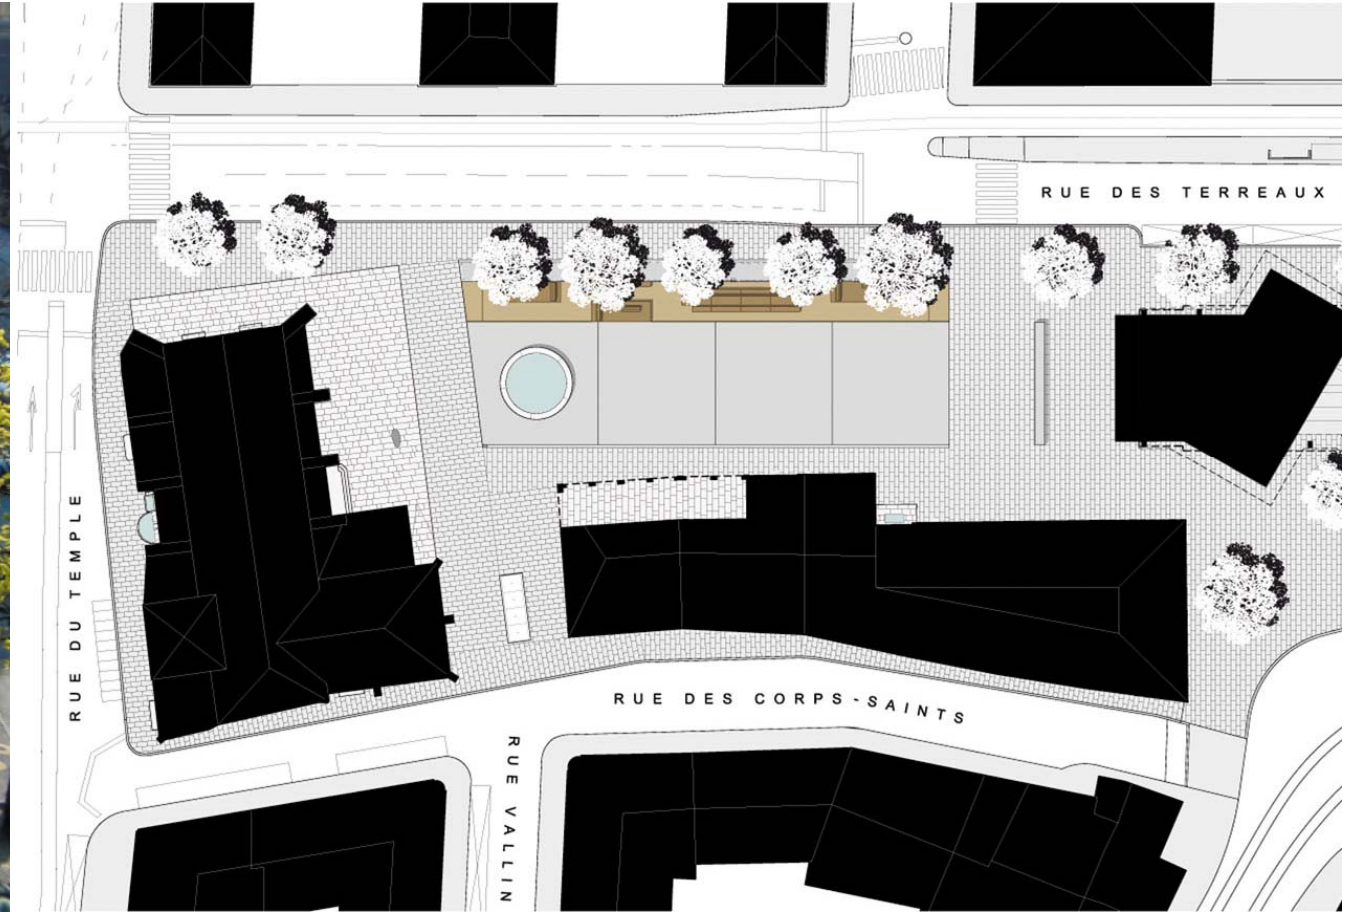 RUE DES TERREAUX
RUE DU TEMPLE
RUE DES CORPS-SAINTS
RUE VALLIN